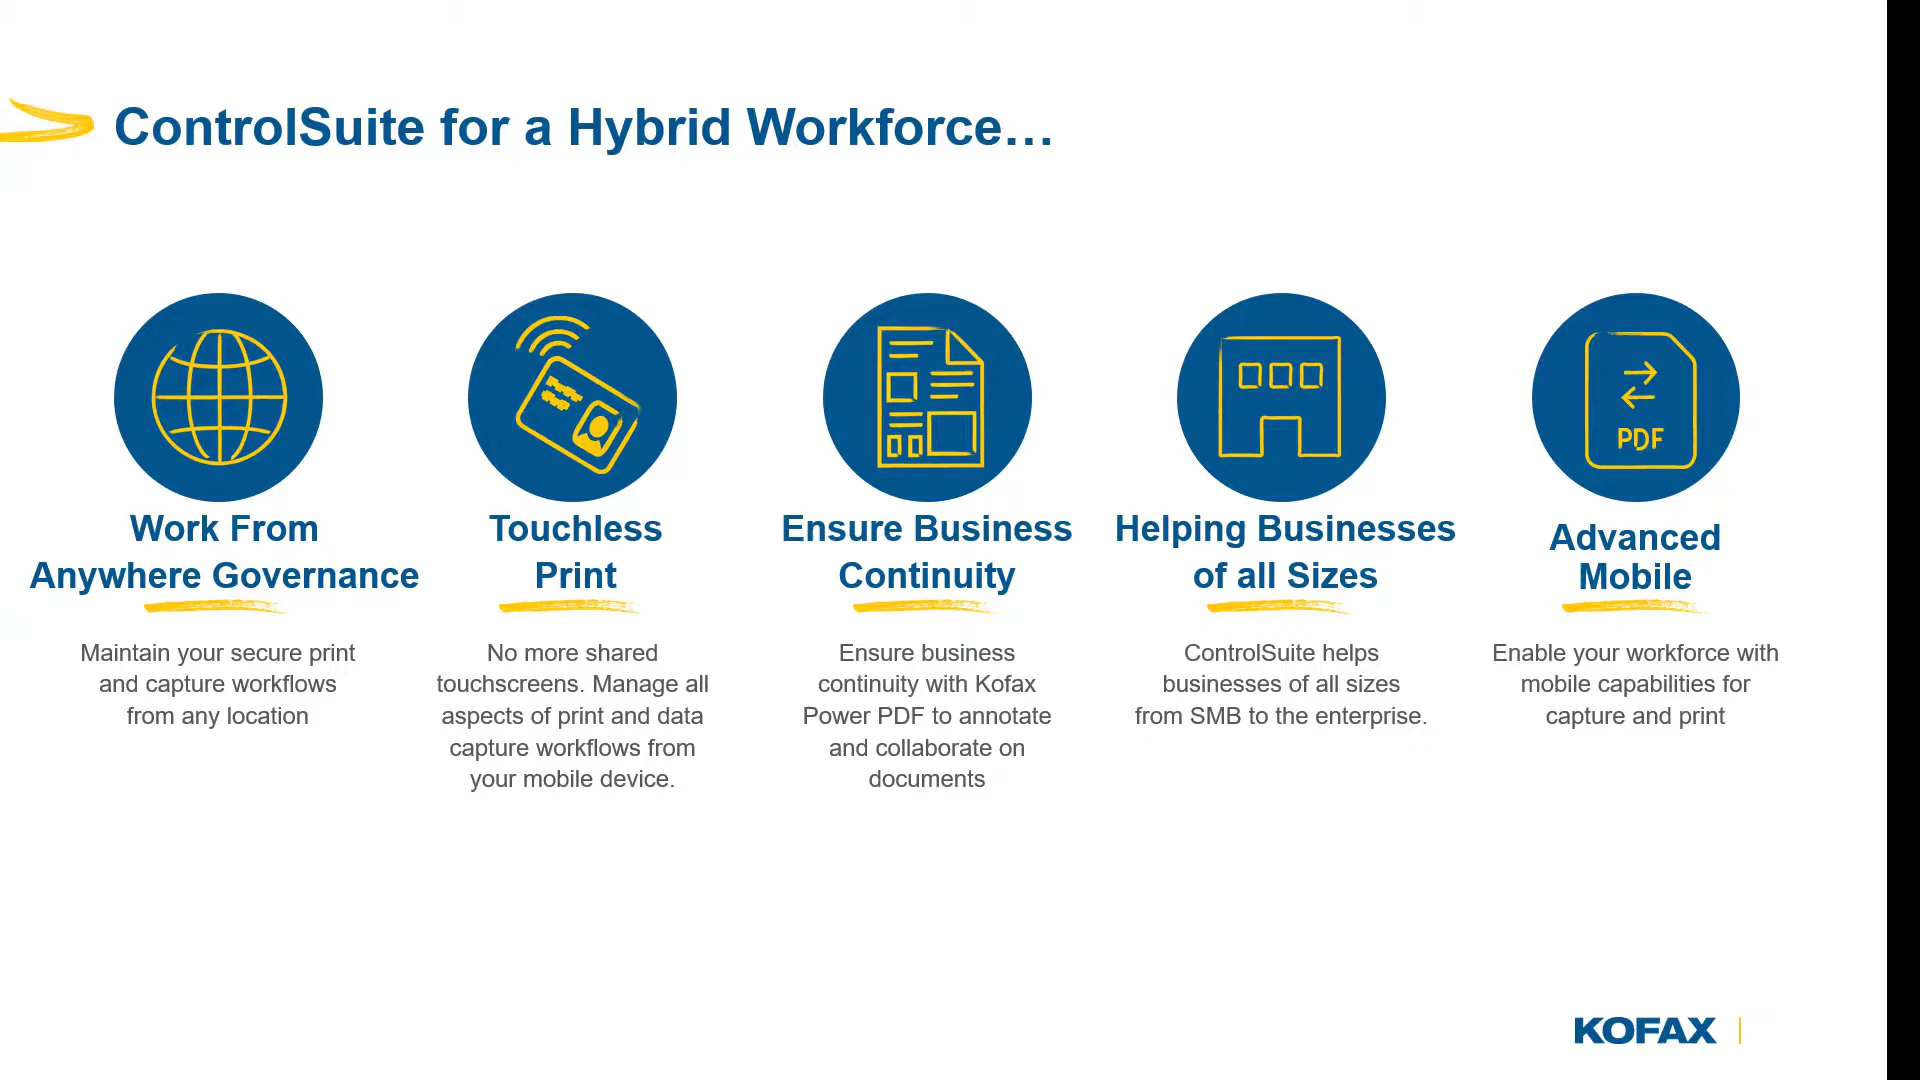 ControlSuite for a Hybrid Workforce…
PDF
Work From
Anywhere Governance
Maintain your secure print
and capture workflows
from any location
Touchless
Print
No more shared
touchscreens. Manage all
aspects of print and data
capture workflows from
your mobile device.
Ensure Business
Continuity
Ensure business
continuity with Kofax
Power PDF to annotate
and collaborate on
documents
Helping Businesses
of all Sizes
ControlSuite helps
businesses of all sizes
from SMB to the enterprise.
Advanced
Mobile
Enable your workforce with
mobile capabilities for
capture and print
KOFAX